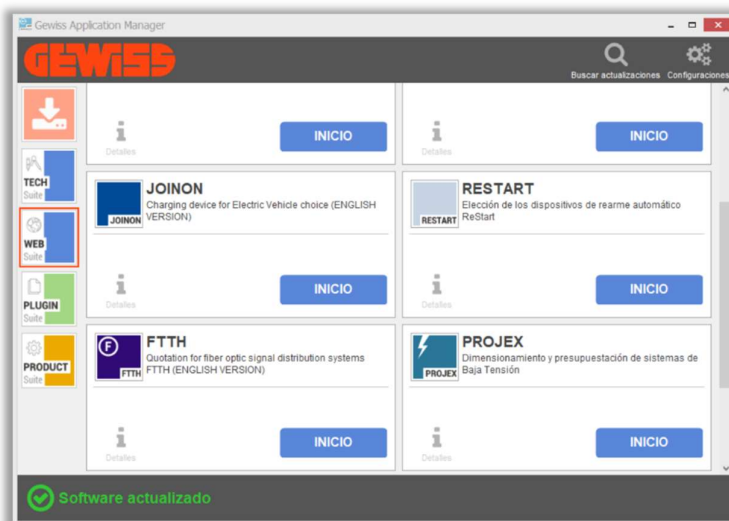 Gewiss Application Manager
GEWISS
Buscar actualizaciones
Configuraciones
Detalles
INICIO
Detalles
INICIO
TECH
Suite
WEB
Suite
PLUGIN
Suite
PRODUCT
Suite
JOINON
JOINON
Charging device for Electric Vehicle choice (ENGLISH
VERSION)
Detalles
INICIO
RESTART
RESTART
Elección de los dispositivos de rearme automático
ReStart
Detalles
INICIO
F
FTTH
FTTH
Quotation for fiber optic signal distribution systems
FTTH (ENGLISH VERSION)
Detalles
INICIO
PROJEX
PROJEX
Dimensionamiento y presupuestación de sistemas de
Baja Tensión
Detalles
INICIO
Software actualizado